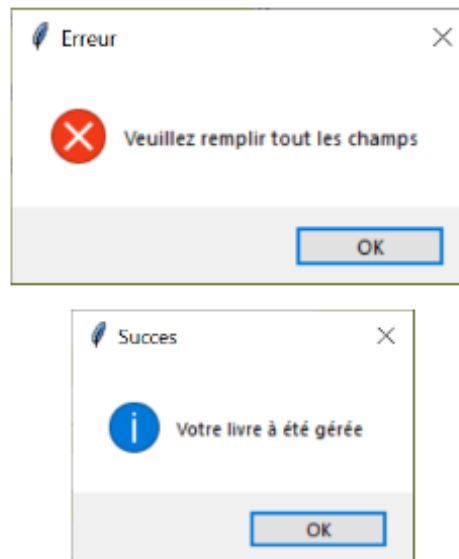 Erreur
Veuillez remplir tout les champs
OK
Succes
Votre livre à été gérée
OK